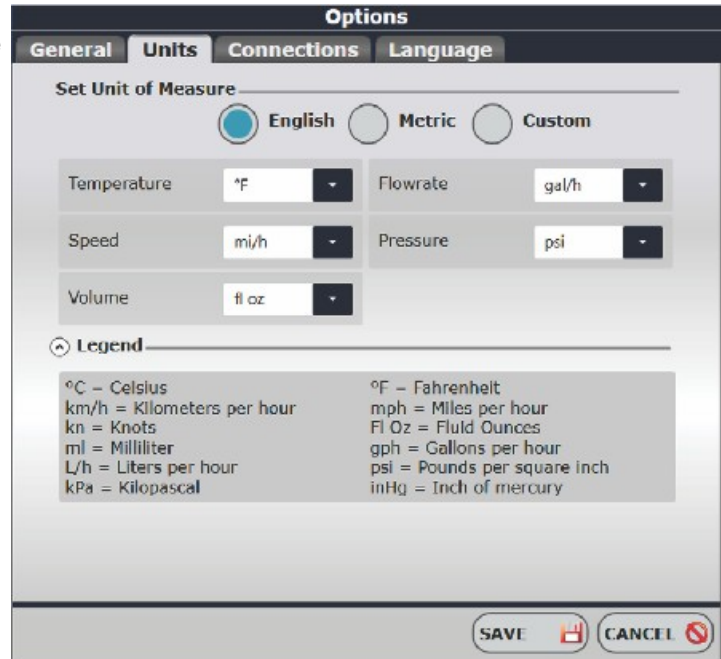 Options
General Units Connections Language
Set Unit of Measure
English Metric Custom
Temperature °F Flowrate gal/h
Speed mi/h Pressure psi
Volume fl oz
Legend
°C = Celsius °F = Fahrenheit
km/h = Kilometers per hour mph = Miles per hour
kn = Knots Fl Oz = Fluid Ounces
ml = Milliliter gph = Gallons per hour
L/h = Liters per hour psi = Pounds per square inch
kPa = Kilopascal inHg = Inch of mercury
SAVE CANCEL